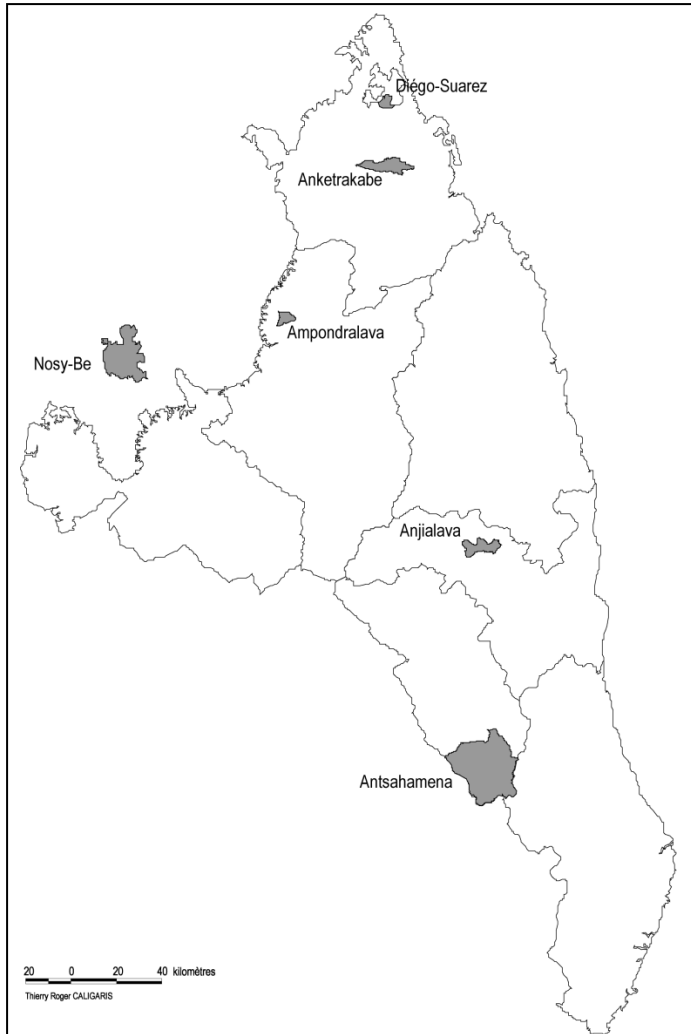 Diégo-Suarez
Anketrakabe
Ampondralava
Nosy-Be
Anjialava
Antsahamena
20 0 20 40 kilomètres
Thierry Roger CALIGARIS